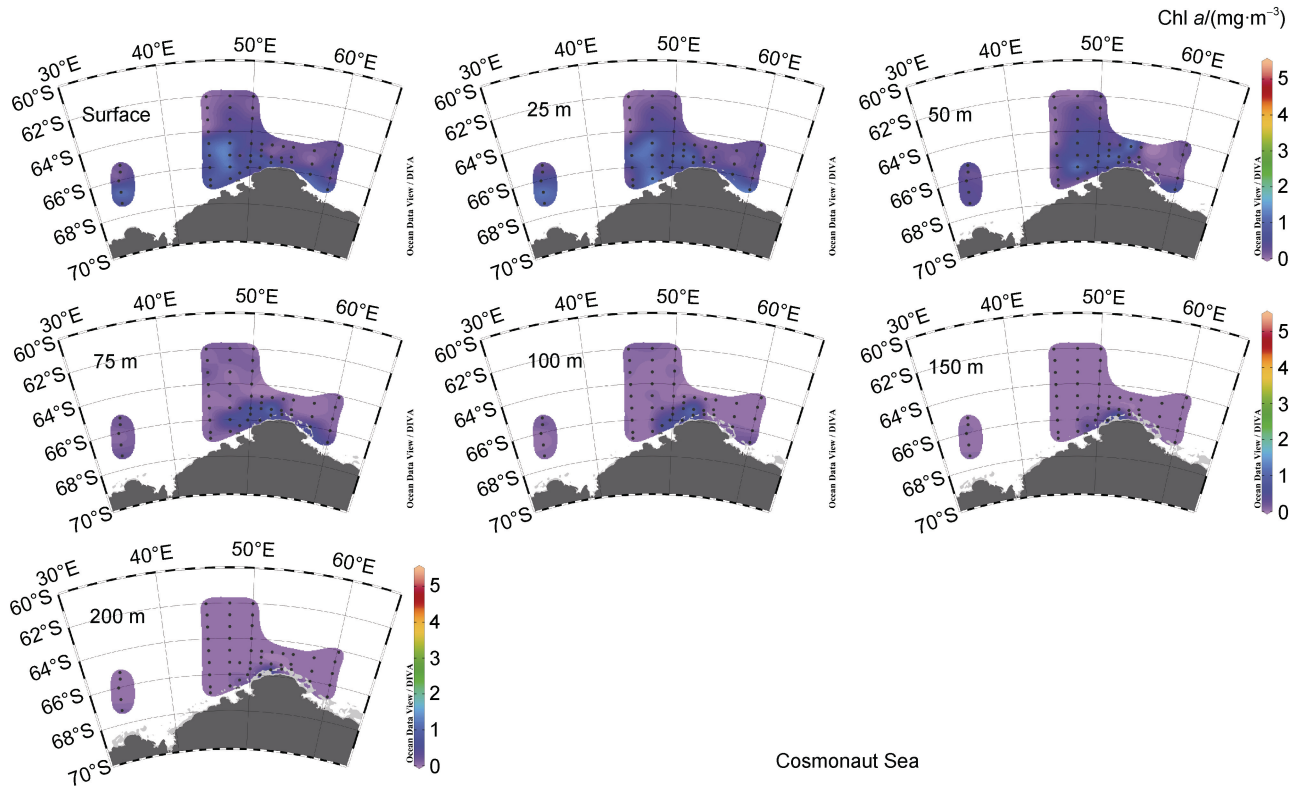 Chl a/(mg·m⁻³)
30°E 40°E 50°E 60°E
60°S
62°S
64°S
66°S
68°S
70°S
Surface
Ocean Data View / DIVA
30°E 40°E 50°E 60°E
60°S
62°S
64°S
66°S
68°S
70°S
25 m
Ocean Data View / DIVA
30°E 40°E 50°E 60°E
60°S
62°S
64°S
66°S
68°S
70°S
50 m
Ocean Data View / DIVA
5
4
3
2
1
0
30°E 40°E 50°E 60°E
60°S
62°S
64°S
66°S
68°S
70°S
75 m
Ocean Data View / DIVA
30°E 40°E 50°E 60°E
60°S
62°S
64°S
66°S
68°S
70°S
100 m
Ocean Data View / DIVA
30°E 40°E 50°E 60°E
60°S
62°S
64°S
66°S
68°S
70°S
150 m
Ocean Data View / DIVA
5
4
3
2
1
0
30°E 40°E 50°E 60°E
60°S
62°S
64°S
66°S
68°S
70°S
200 m
Ocean Data View / DIVA
5
4
3
2
1
0
Cosmonaut Sea